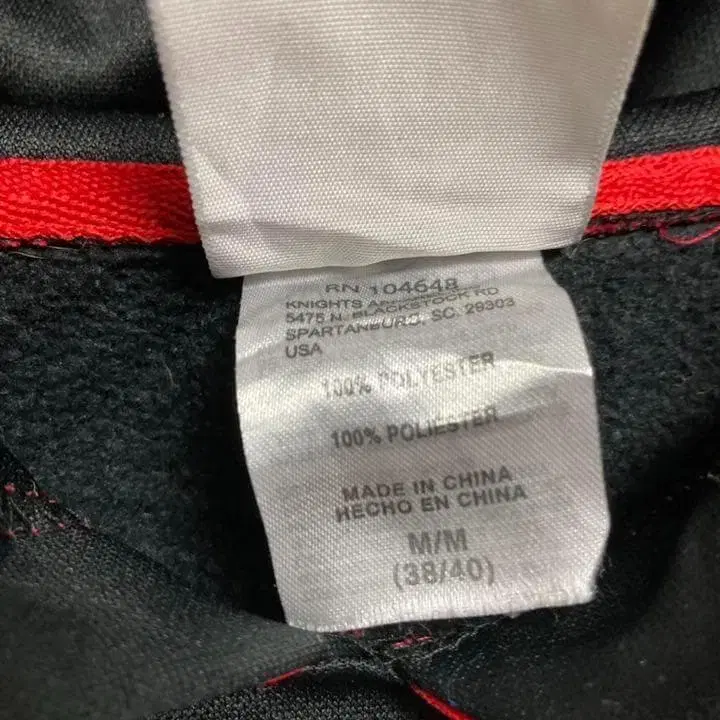 RN 104648
KNIGHTS
5475 N. BLACKSTOCK RD
SPARTANBURG, SC 29303
USA
100% POLYESTER
100% POLIESTER
MADE IN CHINA
HECHO EN CHINA
M/M
(38/40)